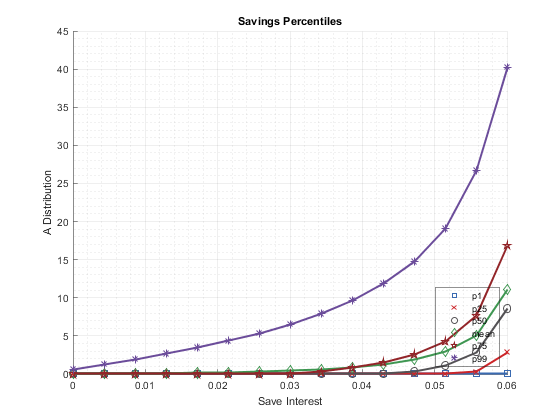 Savings Percentiles
45
40
35
30
25
20
15
10
5
0
A Distribution
p1
p25
p50
mean
p75
p99
0 0.01 0.02 0.03 0.04 0.05 0.06
Save Interest